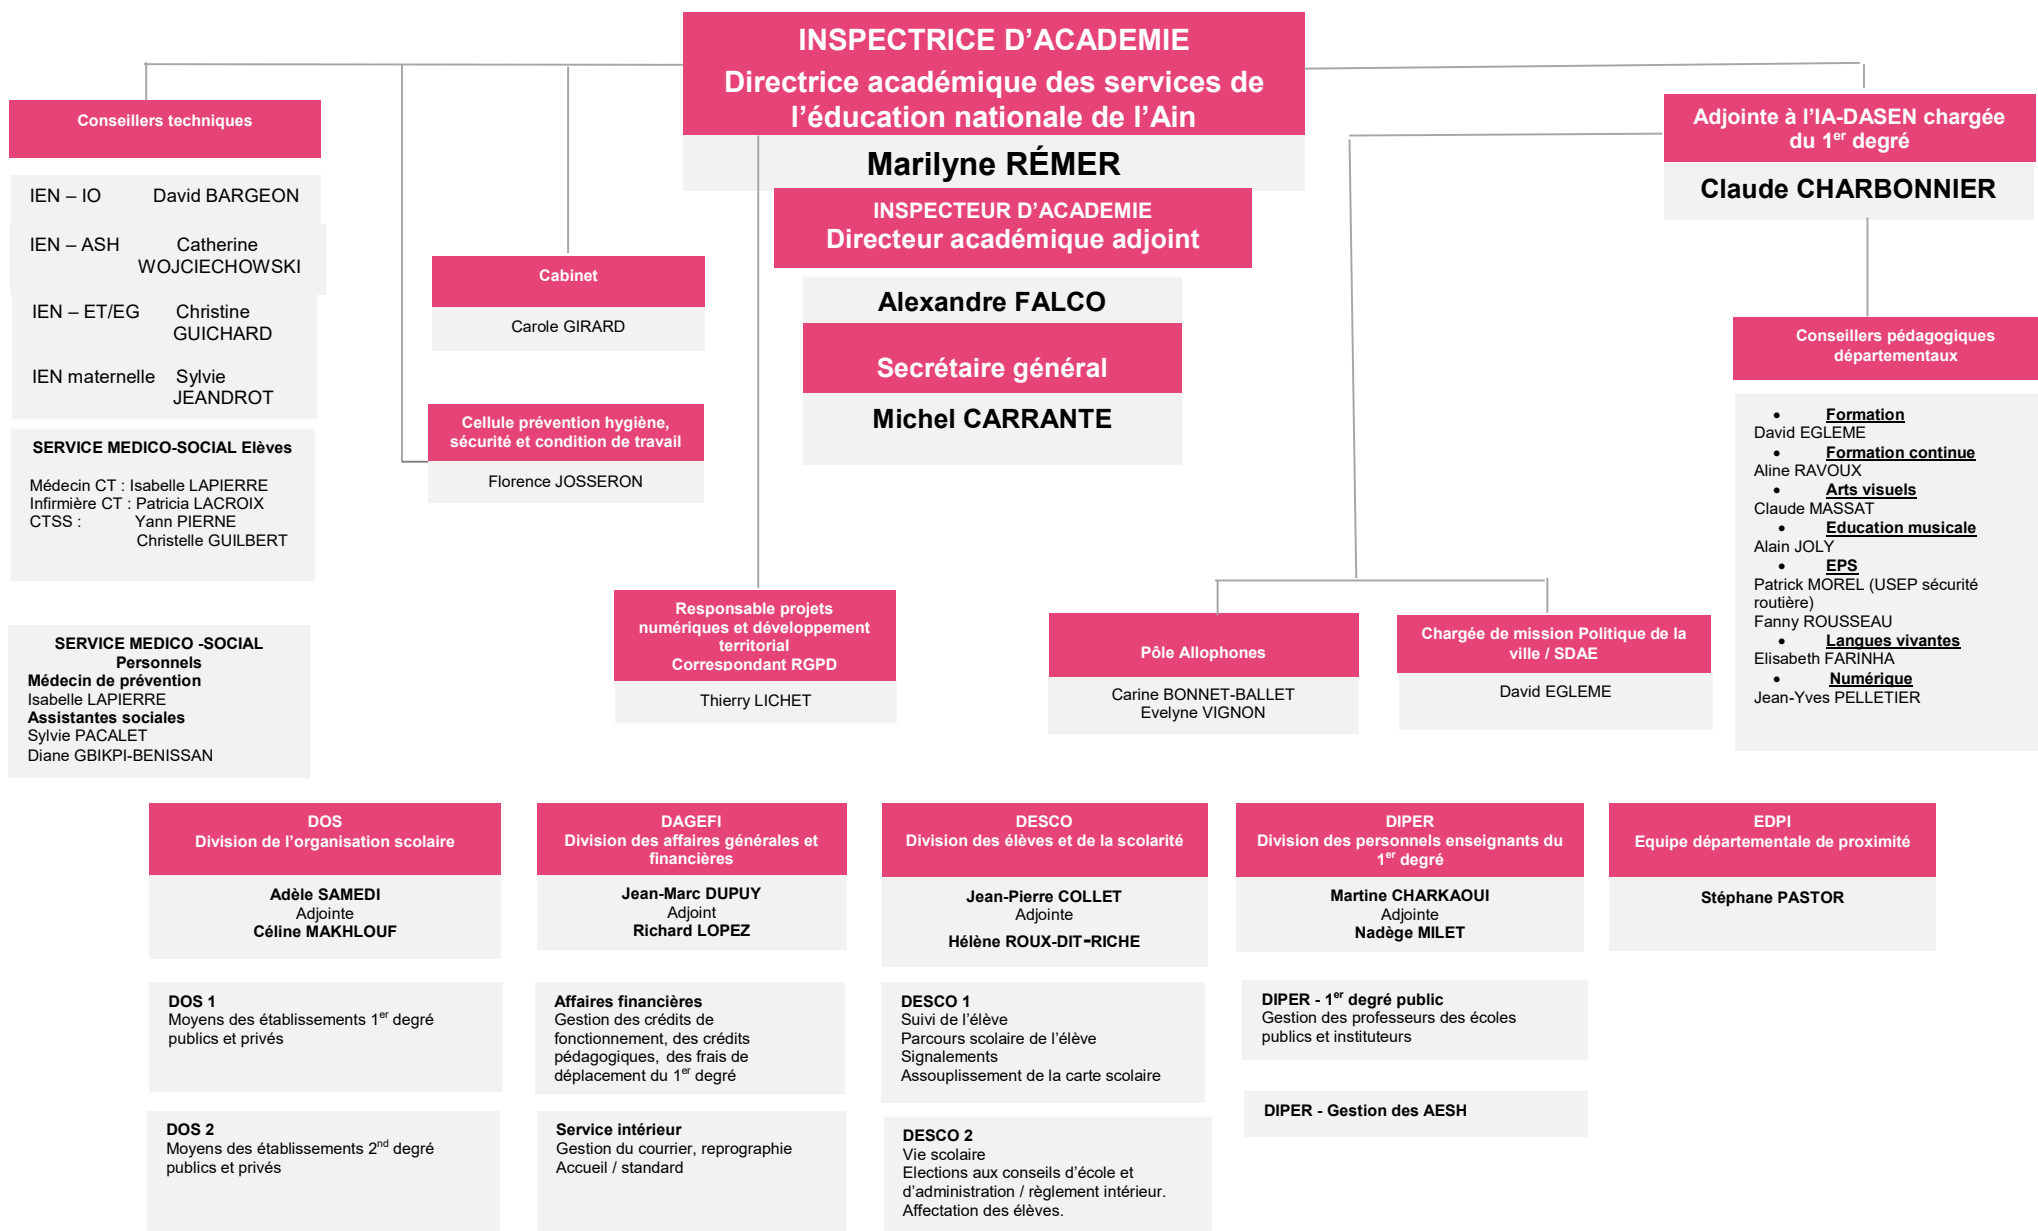 INSPECTRICE D'ACADEMIE
Directrice académique des services de
l'éducation nationale de l'Ain
Marilyne RÉMER
INSPECTEUR D'ACADEMIE
Directeur académique adjoint
Alexandre FALCO
Secrétaire général
Michel CARRANTE
Conseillers techniques
IEN – IO David BARGEON
IEN – ASH Catherine
WOJCIECHOWSKI
IEN – ET/EG Christine
GUICHARD
IEN maternelle Sylvie
JEANDROT
SERVICE MEDICO-SOCIAL Elèves
Médecin CT : Isabelle LAPIERRE
Infirmière CT : Patricia LACROIX
CTSS : Yann PIERNE
Christelle GUILBERT
SERVICE MEDICO -SOCIAL
Personnels
Médecin de prévention
Isabelle LAPIERRE
Assistantes sociales
Sylvie PACALET
Diane GBIKPI-BENISSAN
Cabinet
Carole GIRARD
Cellule prévention hygiène,
sécurité et condition de travail
Florence JOSSERON
Responsable projets
numériques et développement
territorial
Correspondant RGPD
Thierry LICHET
Adjointe à l'IA-DASEN chargée
du 1er degré
Claude CHARBONNIER
Pôle Allophones
Carine BONNET-BALLET
Evelyne VIGNON
Chargée de mission Politique de la
ville / SDAE
David EGLEME
Conseillers pédagogiques
départementaux
• Formation
David EGLEME
• Formation continue
Aline RAVOUX
• Arts visuels
Claude MASSAT
• Education musicale
Alain JOLY
• EPS
Patrick MOREL (USEP sécurité
routière)
Fanny ROUSSEAU
• Langues vivantes
Elisabeth FARINHA
• Numérique
Jean-Yves PELLETIER
DOS
Division de l'organisation scolaire
Adèle SAMEDI
Adjointe
Céline MAKHLOUF
DOS 1
Moyens des établissements 1er degré
publics et privés
DOS 2
Moyens des établissements 2nd degré
publics et privés
DAGEFI
Division des affaires générales et
financières
Jean-Marc DUPUY
Adjoint
Richard LOPEZ
Affaires financières
Gestion des crédits de
fonctionnement, des crédits
pédagogiques, des frais de
déplacement du 1er degré
Service intérieur
Gestion du courrier, reprographie
Accueil / standard
DESCO
Division des élèves et de la scolarité
Jean-Pierre COLLET
Adjointe
Hélène ROUX-DIT-RICHE
DESCO 1
Suivi de l'élève
Parcours scolaire de l'élève
Signalements
Assouplissement de la carte scolaire
DESCO 2
Vie scolaire
Elections aux conseils d'école et
d'administration / règlement intérieur.
Affectation des élèves.
DIPER
Division des personnels enseignants du
1er degré
Martine CHARKAOUI
Adjointe
Nadège MILET
DIPER - 1er degré public
Gestion des professeurs des écoles
publics et instituteurs
DIPER - Gestion des AESH
EDPI
Equipe départementale de proximité
Stéphane PASTOR